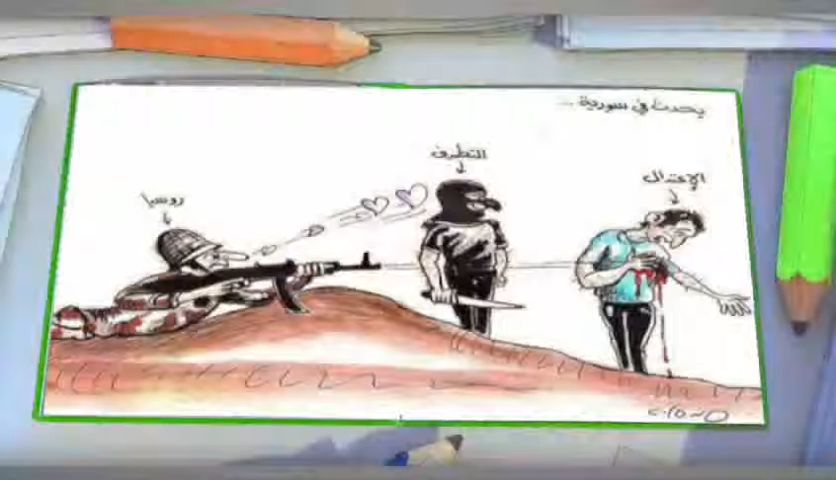 يحدث في سورية ...
التطرف
الإعتدال
روسيا